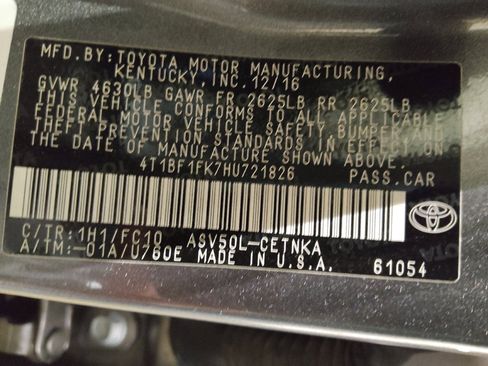 MFD. BY: TOYOTA MOTOR MANUFACTURING,
KENTUCKY, INC. 12/16
GVWR 4630LB GAWR FR 2625LB RR 2625LB
THIS VEHICLE CONFORMS TO ALL APPLICABLE
FEDERAL MOTOR VEHICLE SAFETY, BUMPER, AND
THEFT PREVENTION STANDARDS IN EFFECT ON
THE DATE OF MANUFACTURE SHOWN ABOVE.
4T1BF1FK7HU721826 PASS. CAR
C/TR: 1H1/FC10 ASV50L-CETNKA
A/TM: -01A/U760E MADE IN U.S.A. 61054
TOYOTA